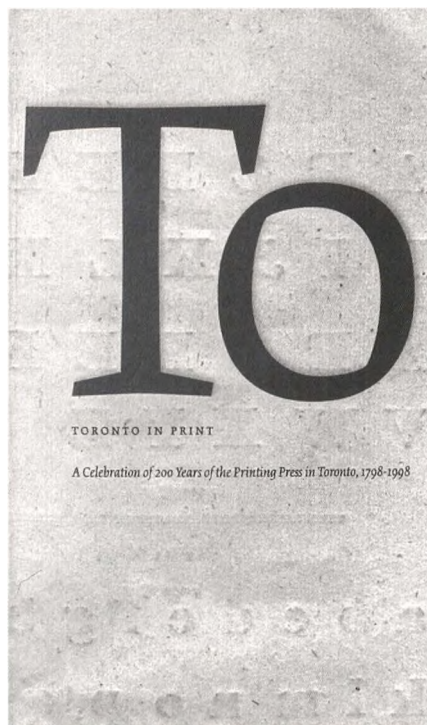 To
TORONTO IN PRINT
A Celebration of 200 Years of the Printing Press in Toronto, 1798-1998